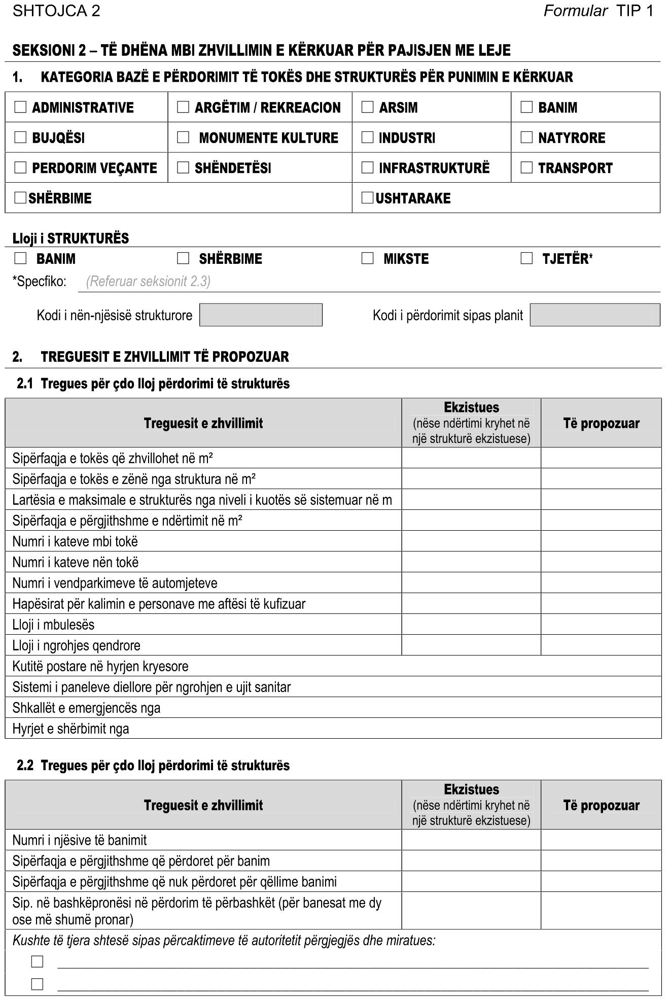 SHTOJCA 2 Formular TIP 1
SEKSIONI 2 – TË DHËNA MBI ZHVILLIMIN E KËRKUAR PËR PAJISJEN ME LEJE
1. KATEGORIA BAZË E PËRDORIMIT TË TOKËS DHE STRUKTURËS PËR PUNIMIN E KËRKUAR
☐ ADMINISTRATIVE ☐ ARGËTIM / REKREACION ☐ ARSIM ☐ BANIM
☐ BUJQËSI ☐ MONUMENTE KULTURE ☐ INDUSTRI ☐ NATYRORE
☐ PERDORIM VEÇANTE ☐ SHËNDETËSI ☐ INFRASTRUKTURË ☐ TRANSPORT
☐ SHËRBIME ☐ USHTARAKE
Lloji i STRUKTURËS
☐ BANIM ☐ SHËRBIME ☐ MIKSTE ☐ TJETËR*
*Specfiko: (Referuar seksionit 2.3)
Kodi i nën-njësisë strukturore Kodi i përdorimit sipas planit
2. TREGUESIT E ZHVILLIMIT TË PROPOZUAR
2.1 Tregues për çdo lloj përdorimi të strukturës
Treguesit e zhvillimit Ekzistues Të propozuar
(nëse ndërtimi kryhet në
një strukturë ekzistuese)
Sipërfaqja e tokës që zhvillohet në m²
Sipërfaqja e tokës e zënë nga struktura në m²
Lartësia e maksimale e strukturës nga niveli i kuotës së sistemuar në m
Sipërfaqja e përgjithshme e ndërtimit në m²
Numri i kateve mbi tokë
Numri i kateve nën tokë
Numri i vendparkimeve të automjeteve
Hapësirat për kalimin e personave me aftësi të kufizuar
Lloji i mbulesës
Lloji i ngrohjes qendrore
Kutitë postare në hyrjen kryesore
Sistemi i paneleve diellore për ngrohjen e ujit sanitar
Shkallët e emergjencës nga
Hyrjet e shërbimit nga
2.2 Tregues për çdo lloj përdorimi të strukturës
Treguesit e zhvillimit Ekzistues Të propozuar
(nëse ndërtimi kryhet në
një strukturë ekzistuese)
Numri i njësive të banimit
Sipërfaqja e përgjithshme që përdoret për banim
Sipërfaqja e përgjithshme që nuk përdoret për qëllime banimi
Sip. në bashkëpronësi në përdorim të përbashkët (për banesat me dy
ose më shumë pronar)
Kushte të tjera shtesë sipas përcaktimeve të autoritetit përgjegjës dhe miratues: